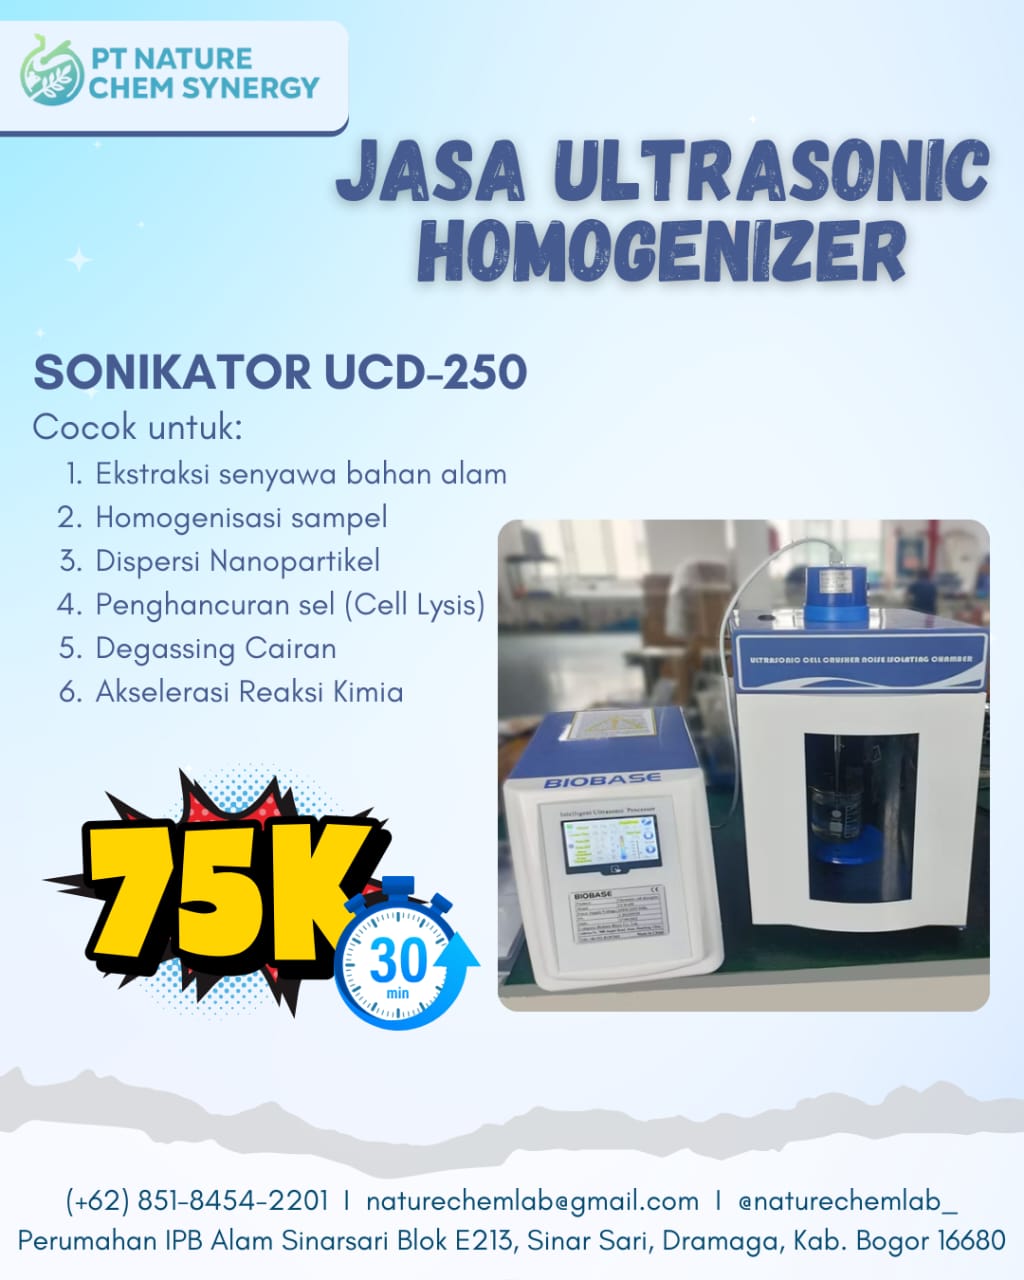 PT NATURE
CHEM SYNERGY
JASA ULTRASONIC
HOMOGENIZER
SONIKATOR UCD-250
Cocok untuk:
1. Ekstraksi senyawa bahan alam
2. Homogenisasi sampel
3. Dispersi Nanopartikel
4. Penghancuran sel (Cell Lysis)
5. Degassing Cairan
6. Akselerasi Reaksi Kimia
75K
30
min
ULTRASONIC CELL CRUSHER NOISE ISOLATING CHAMBER
BIOBASE
Intelligent Ultrasonic Processor
BIOBASE
(+62) 851-8454-2201 I naturechemlab@gmail.com I @naturechemlab_
Perumahan IPB Alam Sinarsari Blok E213, Sinar Sari, Dramaga, Kab. Bogor 16680